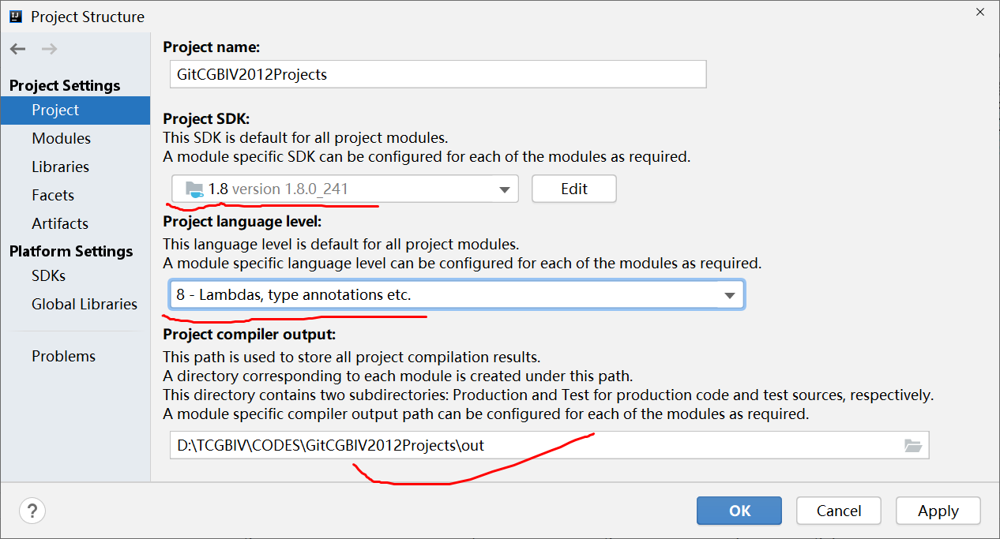 Project Structure
Project Settings
Project
Modules
Libraries
Facets
Artifacts
Platform Settings
SDKs
Global Libraries
Problems
Project name:
GitCGBIV2012Projects
Project SDK:
This SDK is default for all project modules.
A module specific SDK can be configured for each of the modules as required.
1.8 version 1.8.0_241
Edit
Project language level:
This language level is default for all project modules.
A module specific language level can be configured for each of the modules as required.
8 - Lambdas, type annotations etc.
Project compiler output:
This path is used to store all project compilation results.
A directory corresponding to each module is created under this path.
This directory contains two subdirectories: Production and Test for production code and test sources, respectively.
A module specific compiler output path can be configured for each of the modules as required.
D:\TCGBIV\CODES\GitCGBIV2012Projects\out
?
OK
Cancel
Apply